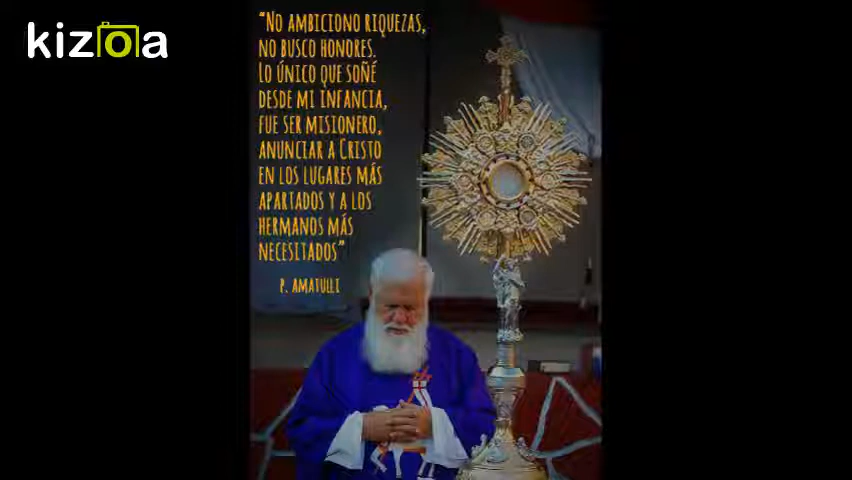 kizoa
“No ambiciono riquezas,
no busco honores.
Lo único que soñé
desde mi infancia,
fue ser misionero,
anunciar a Cristo
en los lugares más
apartados y a los
hermanos más
necesitados”
P. Amatulli